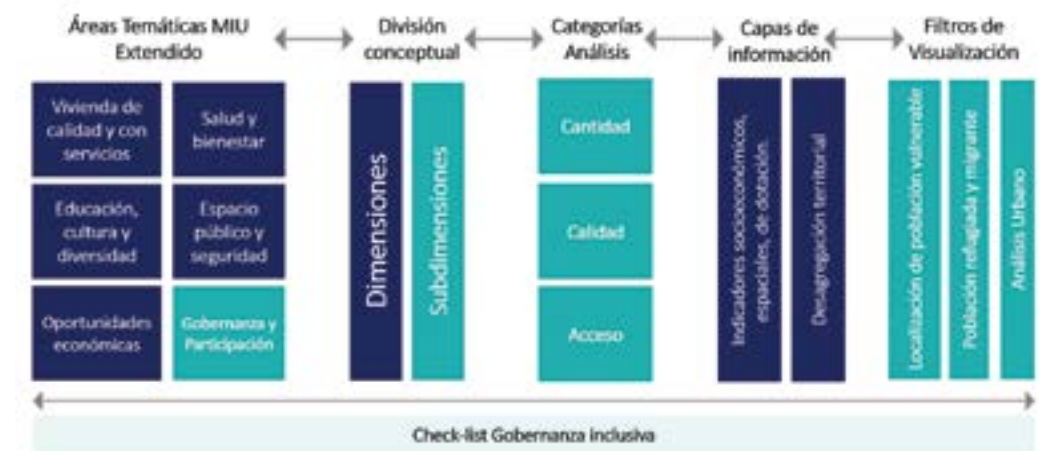 Áreas Temáticas MIU
Extendido
División
conceptual
Categorías
Análisis
Capas de
información
Filtros de
Visualización
Vivienda de
calidad y con
servicios
Salud y
bienestar
Educación,
cultura y
diversidad
Espacio
público y
seguridad
Oportunidades
económicas
Gobernanza y
Participación
Dimensiones
Subdimensiones
Cantidad
Calidad
Acceso
Indicadores socioeconómicos,
espaciales, de dotación.
Desagregación territorial
Localización de población vulnerable
Población refugiada y migrante
Análisis Urbano
Check-list Gobernanza inclusiva